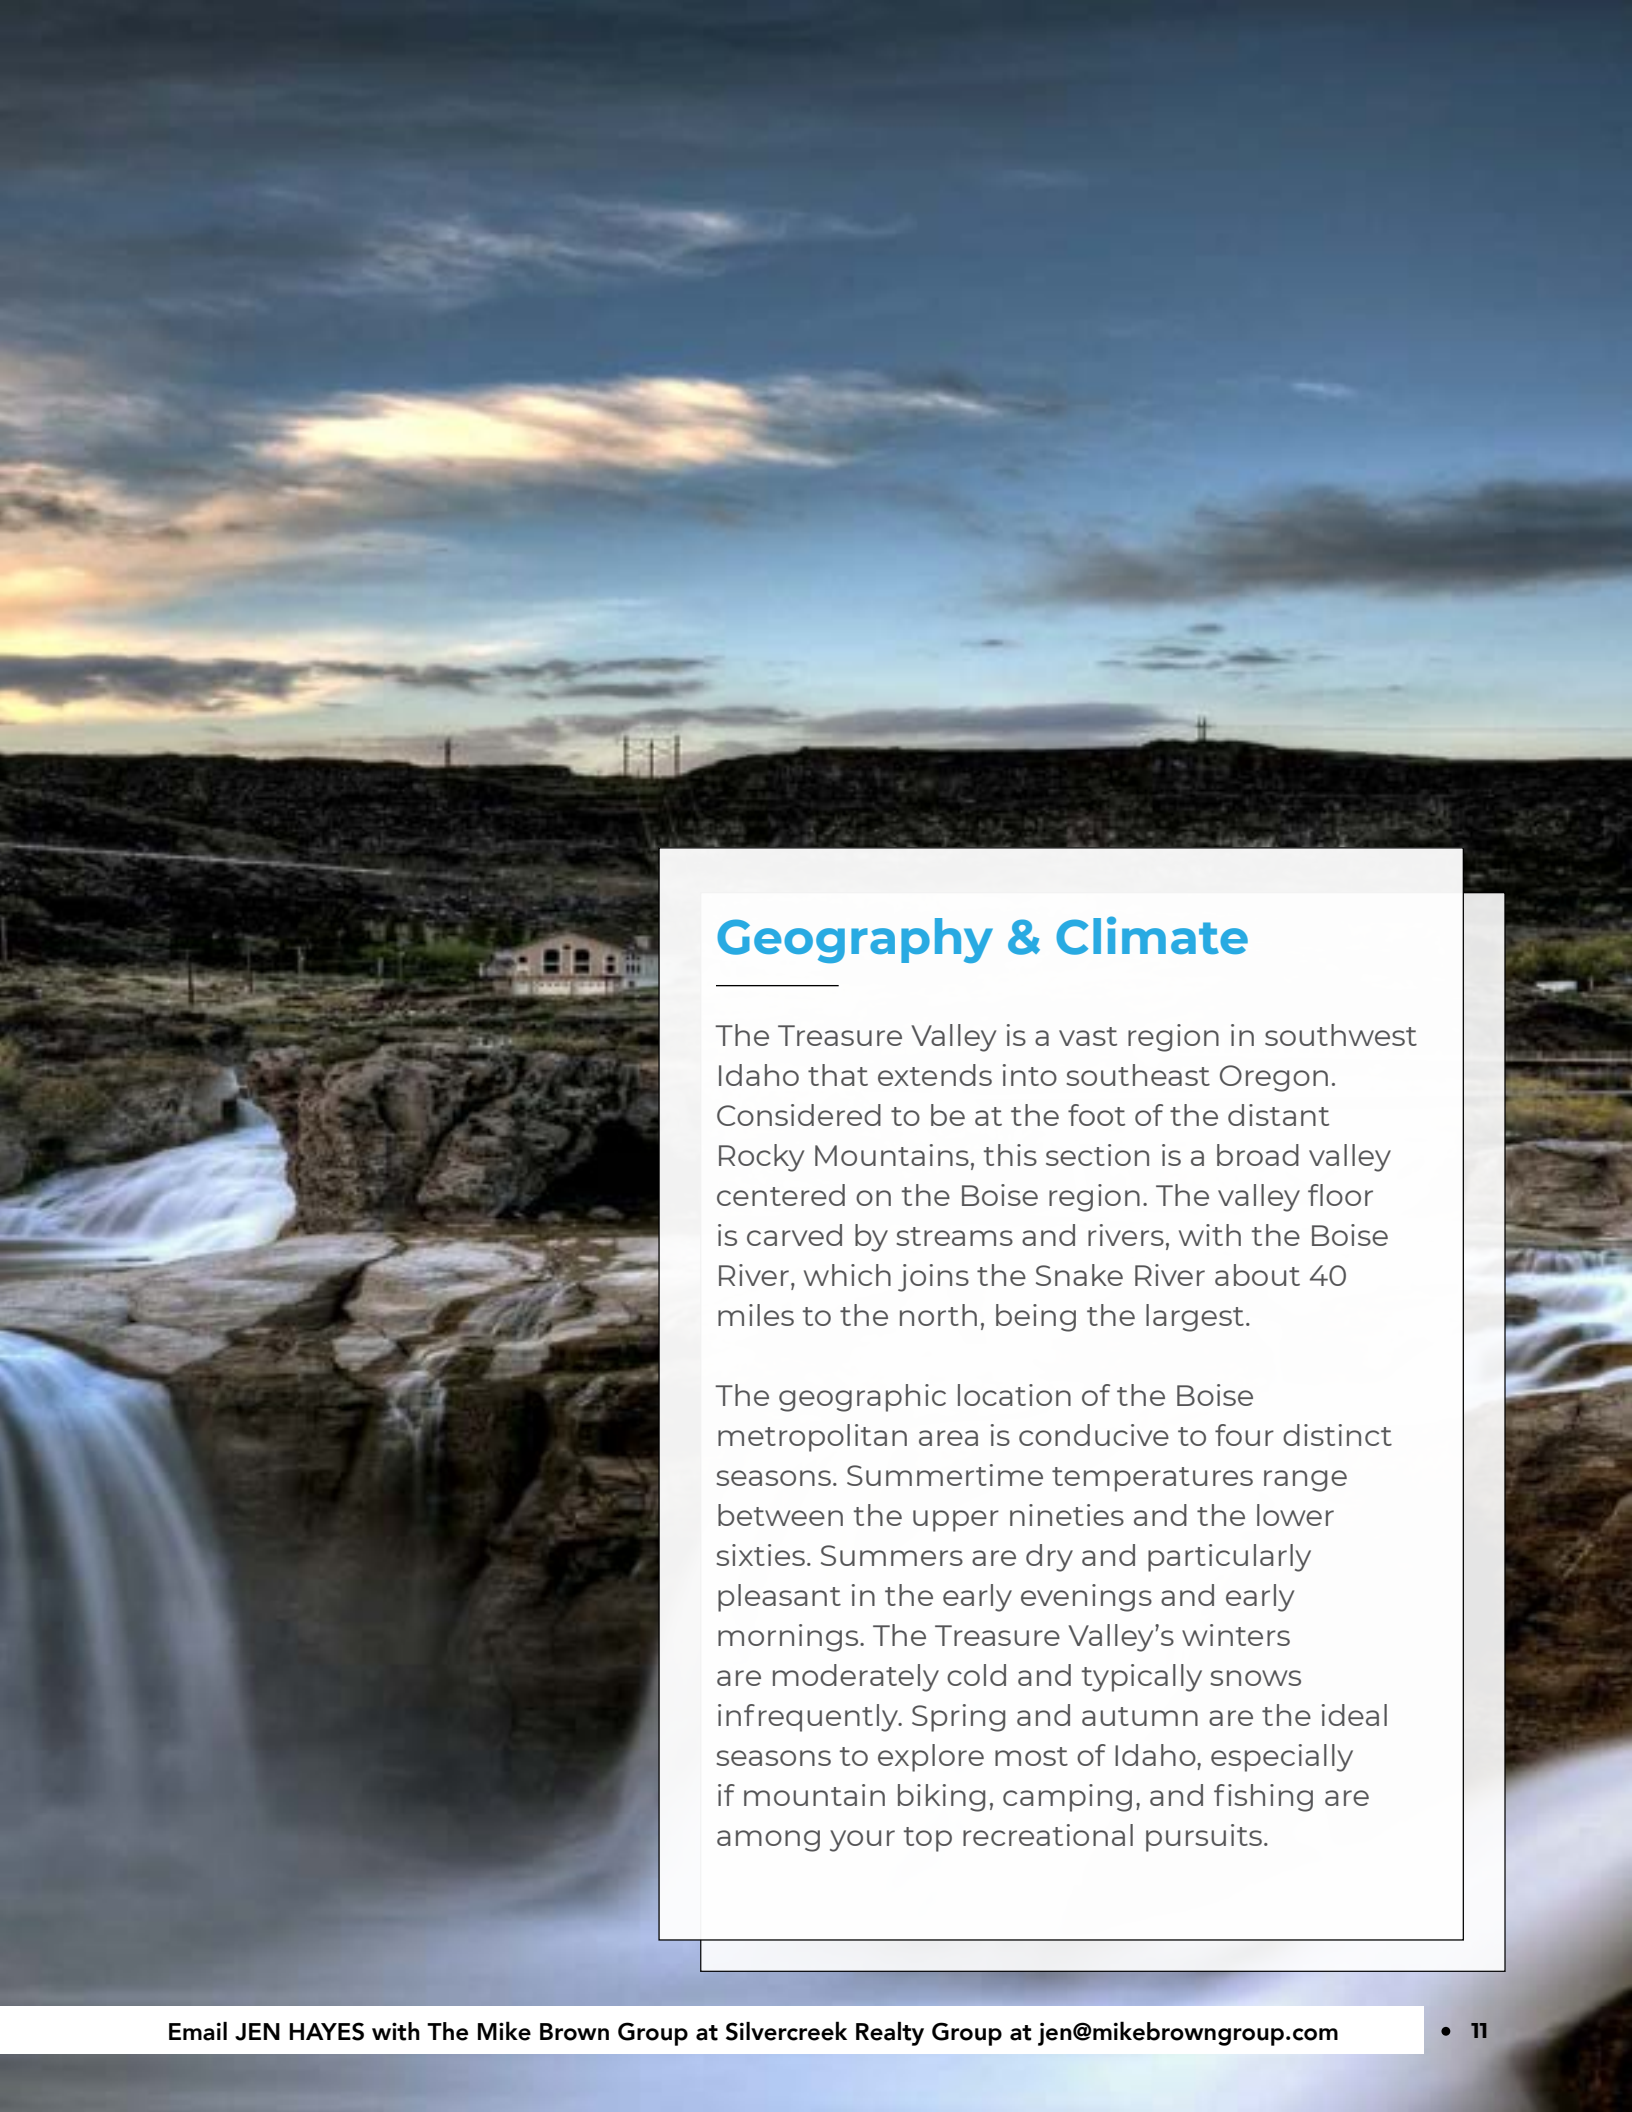 Geography & Climate
The Treasure Valley is a vast region in southwest
Idaho that extends into southeast Oregon.
Considered to be at the foot of the distant
Rocky Mountains, this section is a broad valley
centered on the Boise region. The valley floor
is carved by streams and rivers, with the Boise
River, which joins the Snake River about 40
miles to the north, being the largest.
The geographic location of the Boise
metropolitan area is conducive to four distinct
seasons. Summertime temperatures range
between the upper nineties and the lower
sixties. Summers are dry and particularly
pleasant in the early evenings and early
mornings. The Treasure Valley’s winters
are moderately cold and typically snows
infrequently. Spring and autumn are the ideal
seasons to explore most of Idaho, especially
if mountain biking, camping, and fishing are
among your top recreational pursuits.
Email JEN HAYES with The Mike Brown Group at Silvercreek Realty Group at jen@mikebrowngroup.com • 11